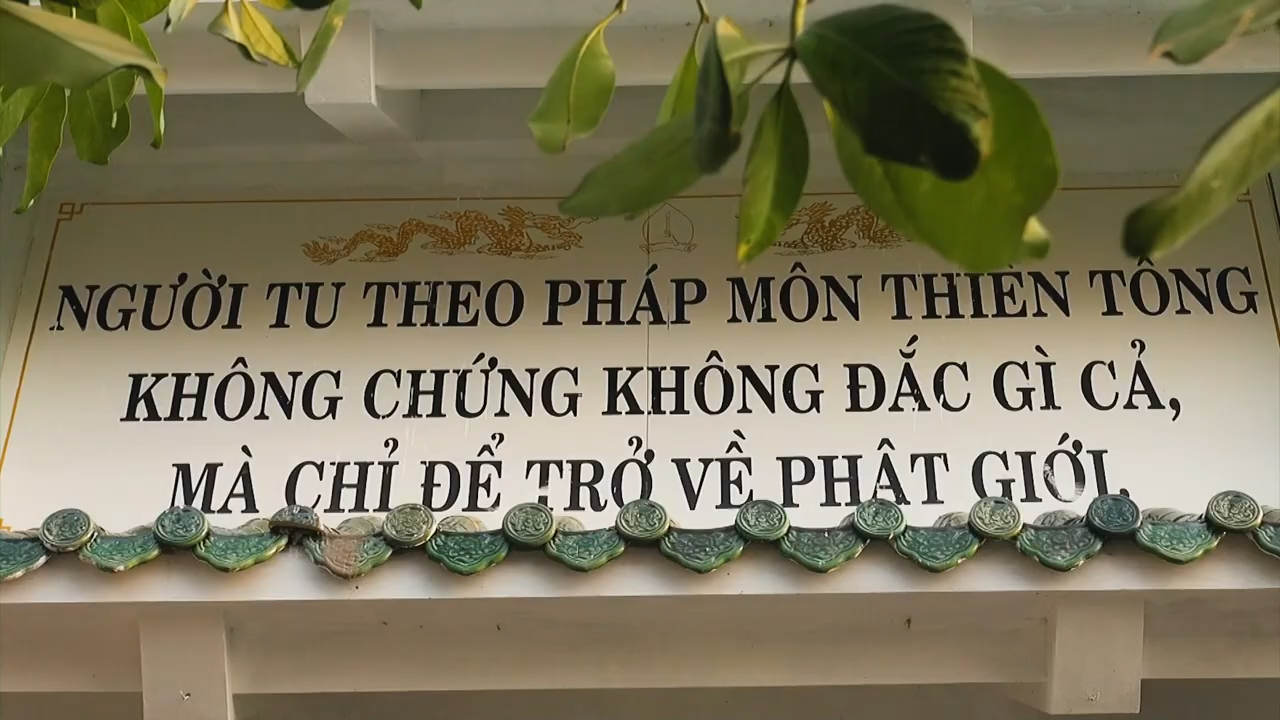 NGƯỜI TU THEO PHÁP MÔN THIỀN TÔNG
KHÔNG CHỨNG KHÔNG ĐẮC GÌ CẢ,
MÀ CHỈ ĐỂ TRỞ VỀ PHẬT GIỚI.